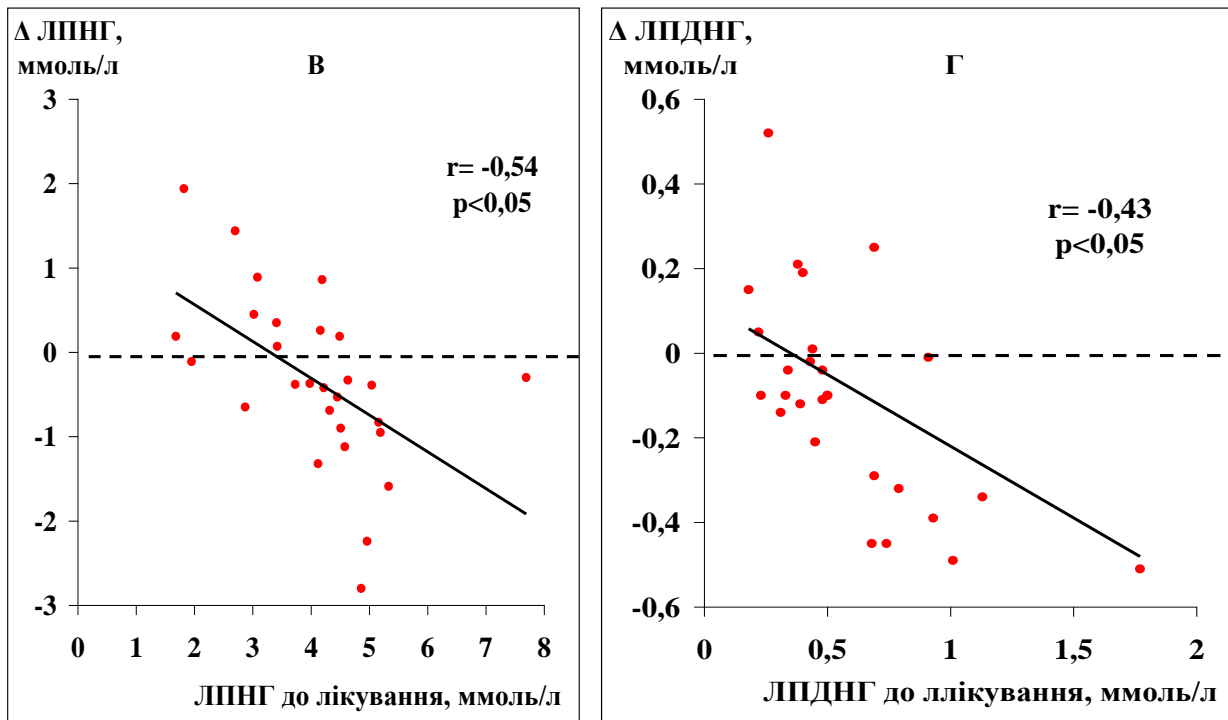 Δ ЛПНГ,
ммоль/л
В
3
2
1
0
-1
-2
-3
r= -0,54
p<0,05
0 1 2 3 4 5 6 7 8
ЛПНГ до лікування, ммоль/л
Δ ЛПДНГ,
ммоль/л
Г
0,6
0,4
0,2
0
-0,2
-0,4
-0,6
r= -0,43
p<0,05
0 0,5 1 1,5 2
ЛПДНГ до ллікування, ммоль/л